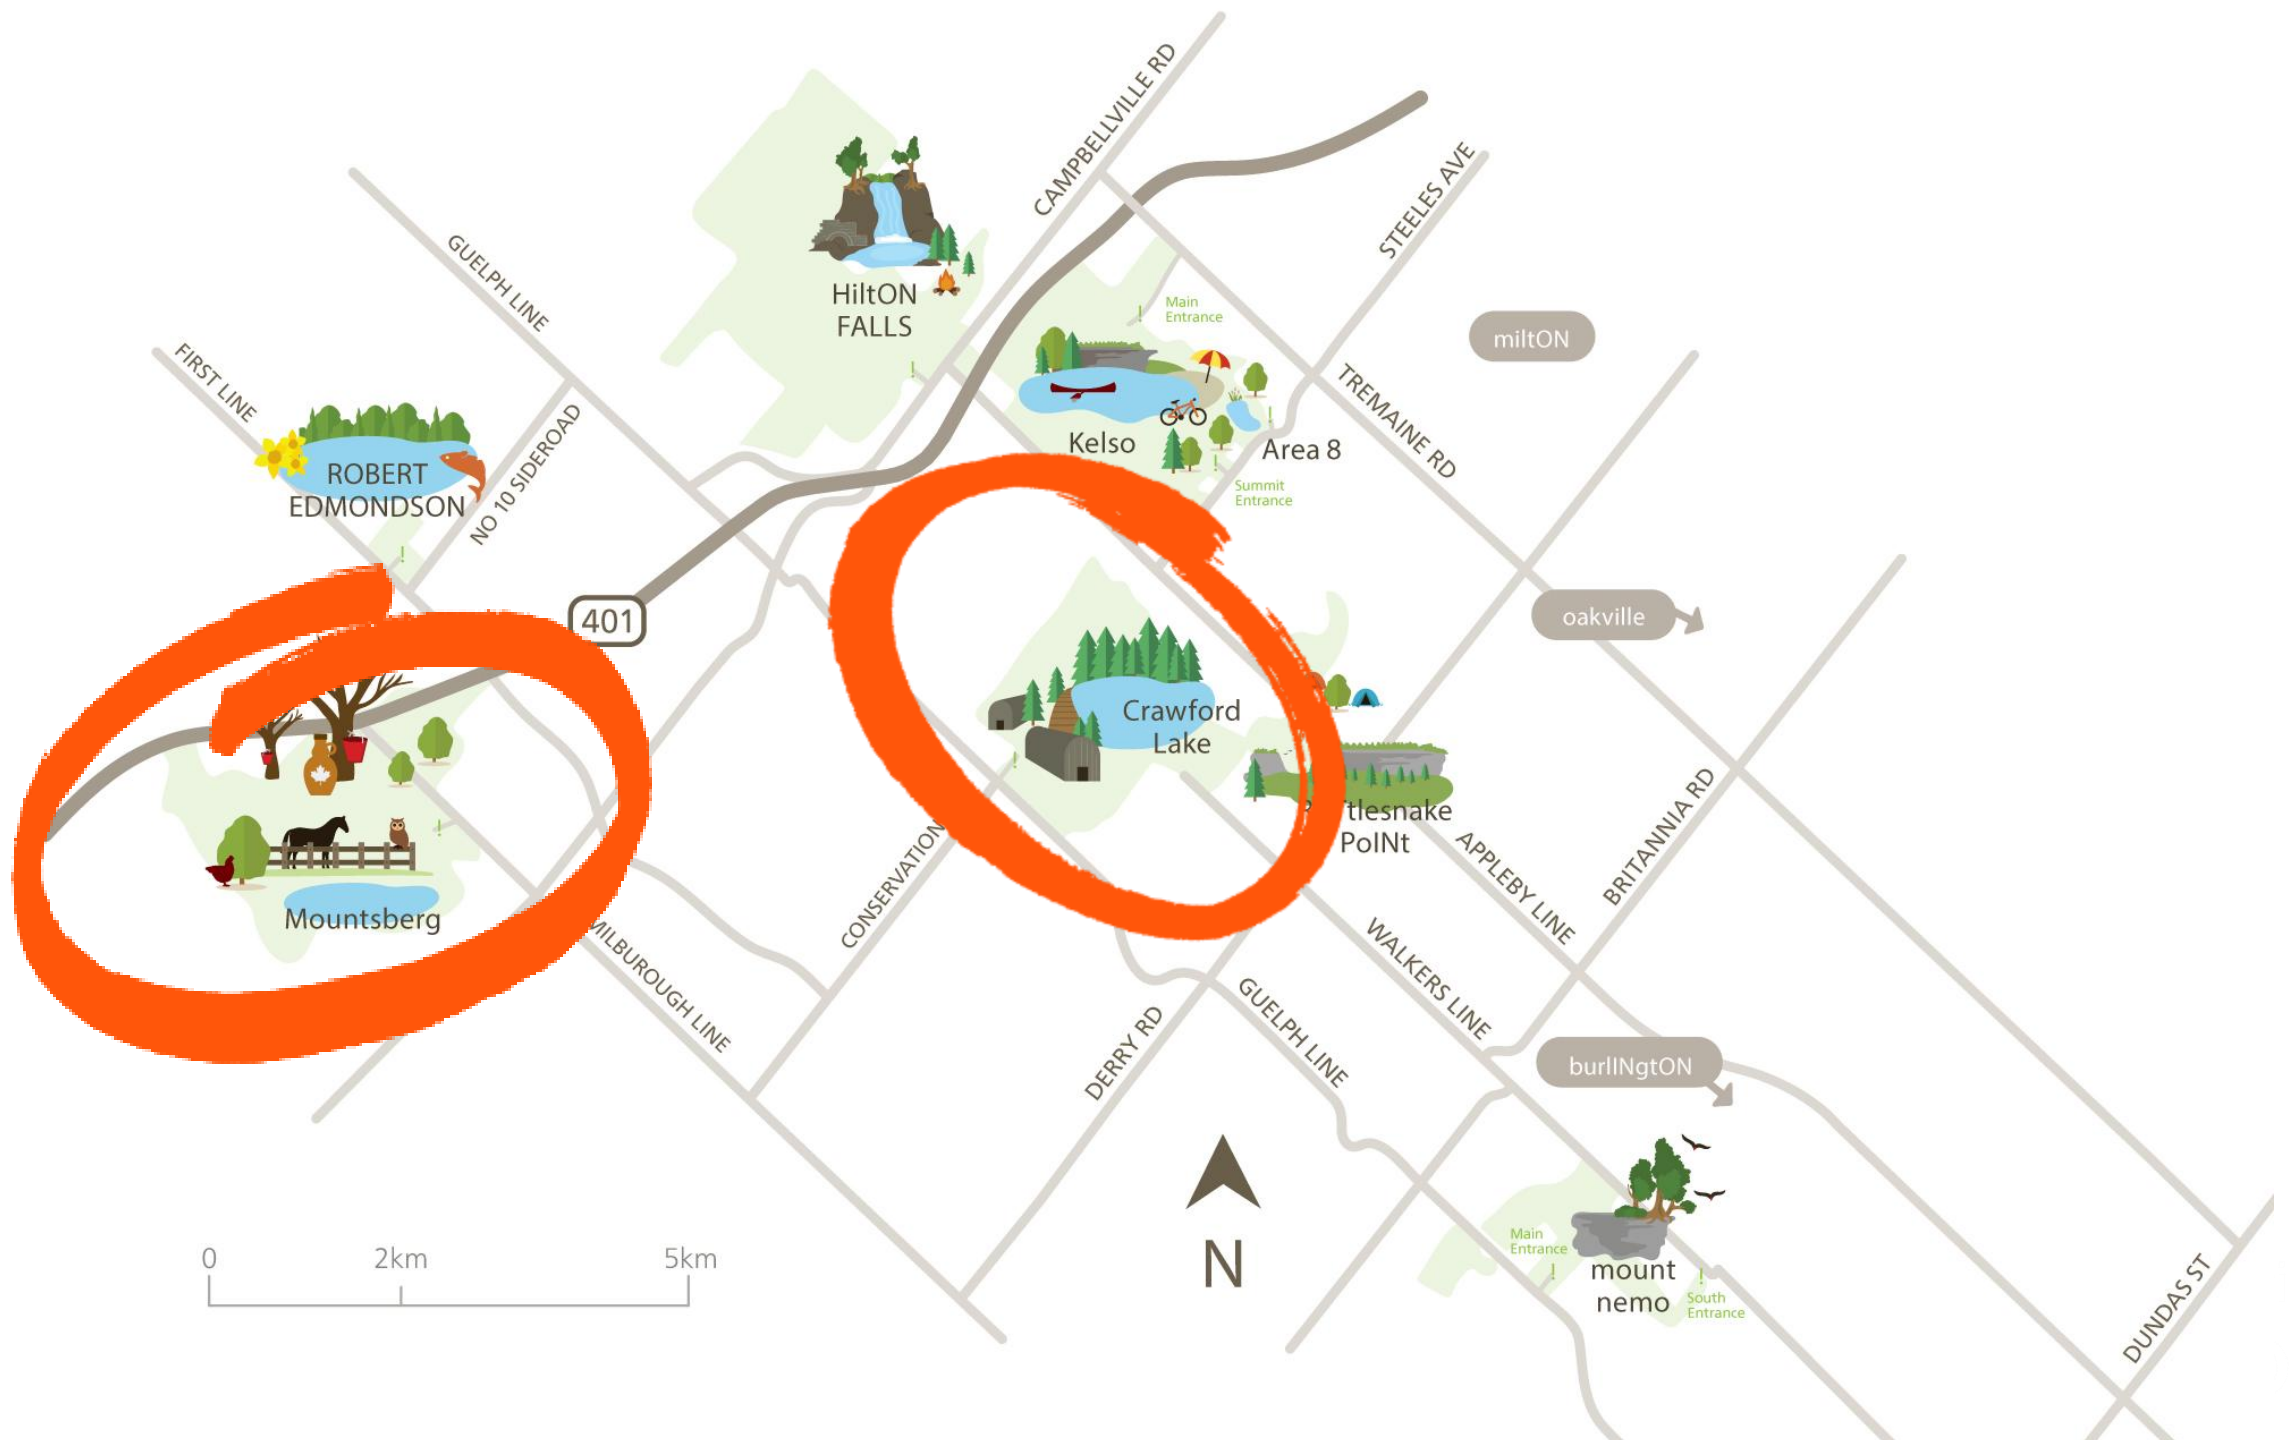 CAMPBELLVILLE RD
STEELES AVE
GUELPH LINE
HiltON
FALLS
Main
Entrance
miltON
FIRST LINE
TREMAINE RD
NO 10 SIDEROAD
Kelso
Area 8
ROBERT
EDMONDSON
Summit
Entrance
401
oakville
Crawford
Lake
tlesnake
PoINt
BRITANNIA RD
APPLEBY LINE
CONSERVATION
Mountsberg
MILBUROUGH LINE
WALKERS LINE
GUELPH LINE
DERRY RD
burlINgtON
N
0 2km 5km
Main
Entrance
mount
nemo
South
Entrance
DUNDAS ST